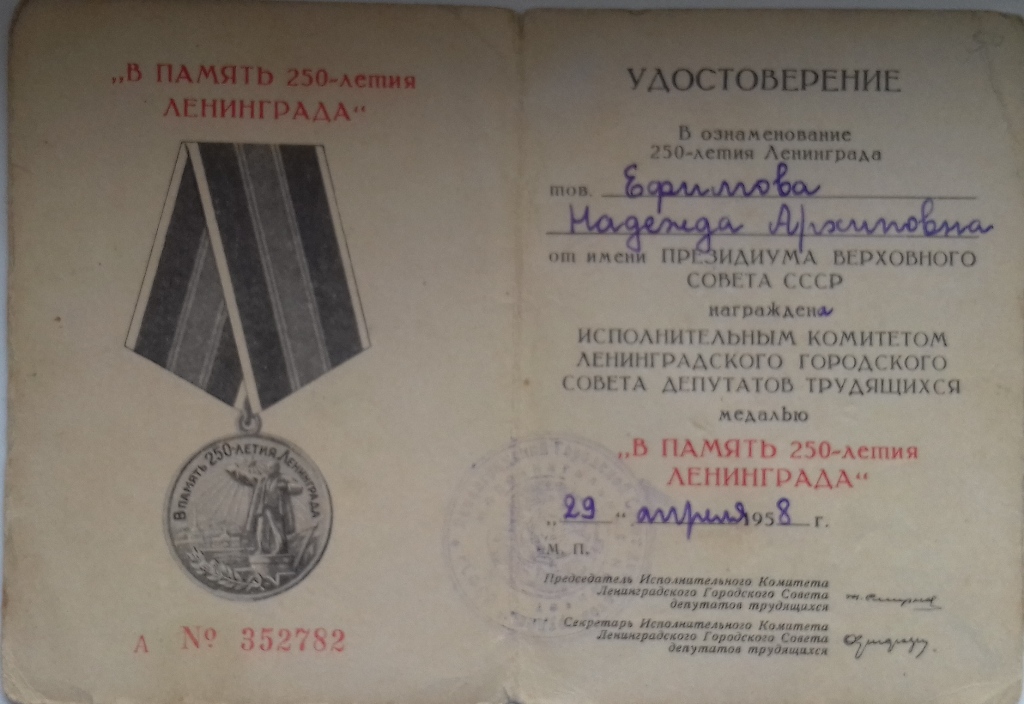 „В ПАМЯТЬ 250-летия
ЛЕНИНГРАДА“
В ПАМЯТЬ 250-ЛЕТИЯ ЛЕНИНГРАДА
А № 352782
УДОСТОВЕРЕНИЕ
В ознаменование
250-летия Ленинграда
тов. Ефимова
Надежда Архиповна
от имени ПРЕЗИДИУМА ВЕРХОВНОГО
СОВЕТА СССР
награждена
ИСПОЛНИТЕЛЬНЫМ КОМИТЕТОМ
ЛЕНИНГРАДСКОГО ГОРОДСКОГО
СОВЕТА ДЕПУТАТОВ ТРУДЯЩИХСЯ
медалью
„В ПАМЯТЬ 250-летия
ЛЕНИНГРАДА“
„29“ апреля 1958 г.
М. П.
Председатель Исполнительного Комитета
Ленинградского Городского Совета
депутатов трудящихся
Секретарь Исполнительного Комитета
Ленинградского Городского Совета
депутатов трудящихся